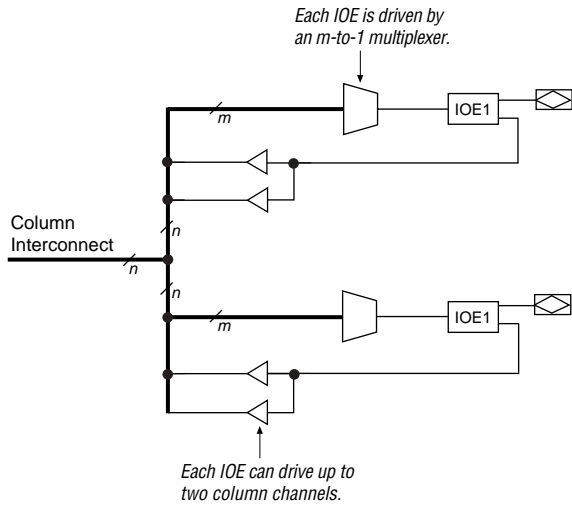 Each IOE is driven by
an m-to-1 multiplexer.
m
IOE1
n
Column
Interconnect
n
n
m
IOE1
Each IOE can drive up to
two column channels.